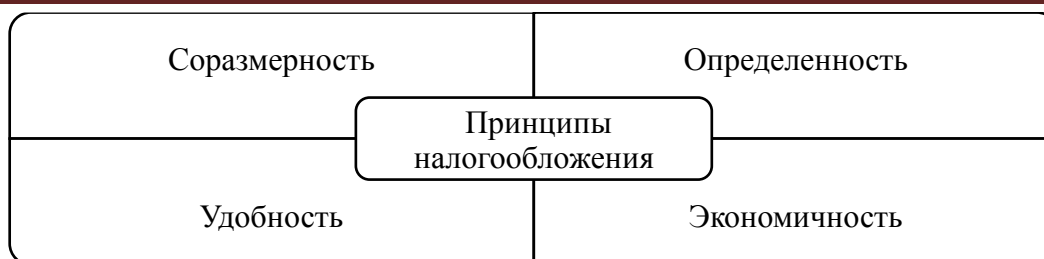 Соразмерность
Определенность
Принципы
налогообложения
Удобность
Экономичность